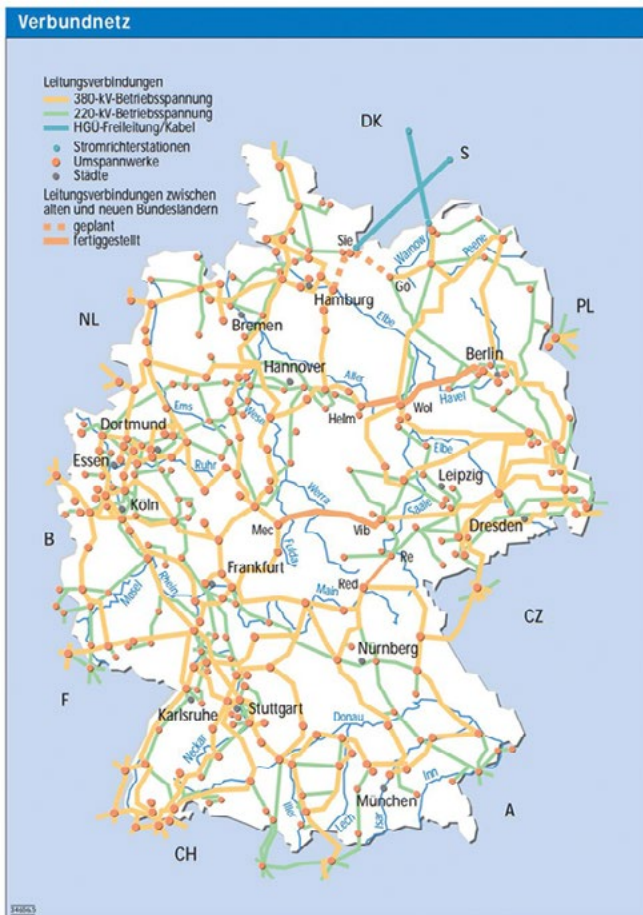 Verbundnetz
Leitungsverbindungen
380-kV-Betriebsspannung
220-kV-Betriebsspannung
HGÜ-Freileitung/Kabel
Stromrichterstationen
Umspannwerke
Städte
Leitungsverbindungen zwischen
alten und neuen Bundesländern
geplant
fertiggestellt
DK
S
Sie
Warnow
Peene
Gö
Hamburg
NL
PL
Bremen
Elbe
Berlin
Hannover
Aller
Havel
Helm
Wol
Ems
Weser
Dortmund
Elbe
Essen
Ruhr
Leipzig
Werra
Saale
Köln
Mec
Vib
Dresden
B
Fulda
Re
Frankfurt
Rhein
Mosel
Main
Red
CZ
Nürnberg
F
Karlsruhe
Stuttgart
Donau
Neckar
Inn
München
Iller
Lech
Isar
A
CH